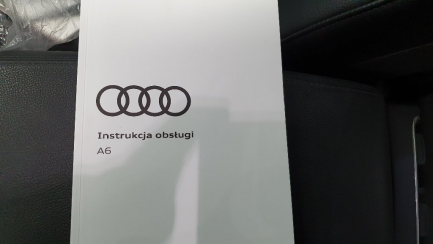 Instrukcja obsługi
A6